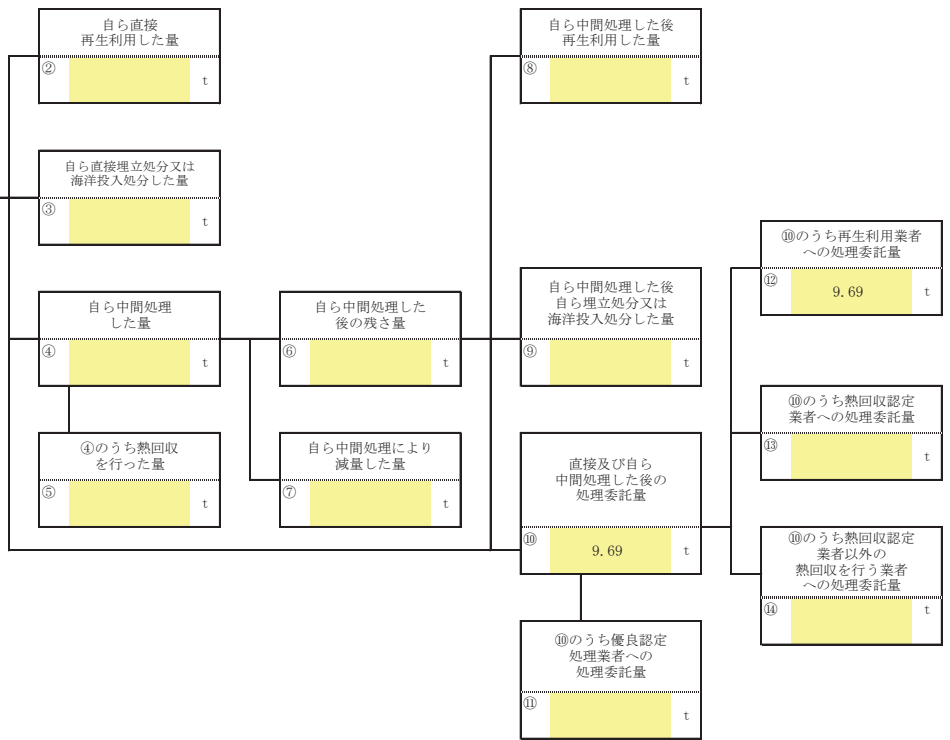 自ら直接
再生利用した量
②
t
自ら直接埋立処分又は
海洋投入処分した量
③
t
自ら中間処理
した量
④
t
④のうち熱回収
を行った量
⑤
t
自ら中間処理した
後の残さ量
⑥
t
自ら中間処理により
減量した量
⑦
t
自ら中間処理した後
再生利用した量
⑧
t
自ら中間処理した後
自ら埋立処分又は
海洋投入処分した量
⑨
t
直接及び自ら
中間処理した後の
処理委託量
⑩
9.69
t
⑩のうち優良認定
処理業者への
処理委託量
⑪
t
⑩のうち再生利用業者
への処理委託量
⑫
9.69
t
⑩のうち熱回収認定
業者への処理委託量
⑬
t
⑩のうち熱回収認定
業者以外の
熱回収を行う業者
への処理委託量
⑭
t